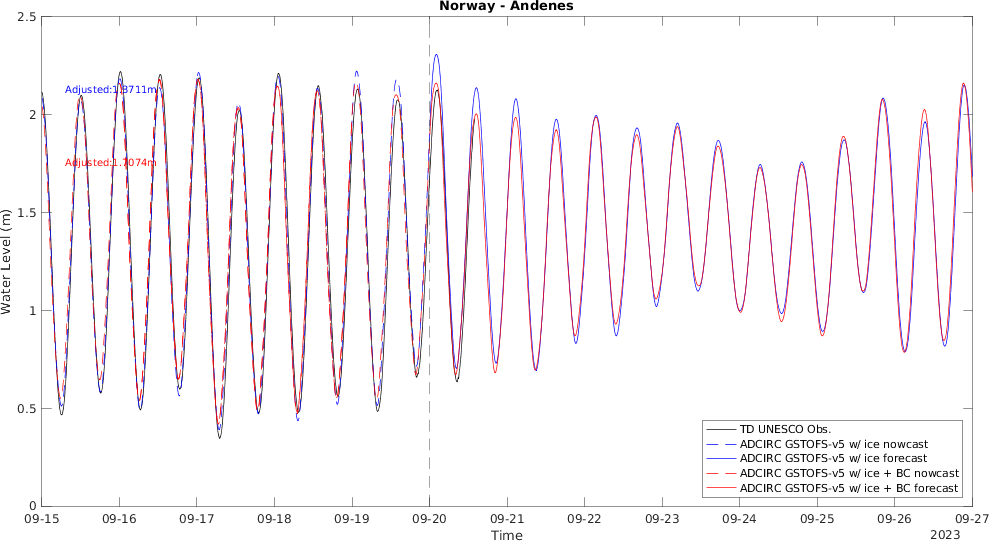 Norway - Andenes
2.5
2
1.5
1
0.5
0
Water Level (m)
Adjusted:1.8711m
Adjusted:1.7074m
TD UNESCO Obs.
ADCIRC GSTOFS-v5 w/ ice nowcast
ADCIRC GSTOFS-v5 w/ ice forecast
ADCIRC GSTOFS-v5 w/ ice + BC nowcast
ADCIRC GSTOFS-v5 w/ ice + BC forecast
09-15 09-16 09-17 09-18 09-19 09-20 09-21 09-22 09-23 09-24 09-25 09-26 09-27
Time
2023